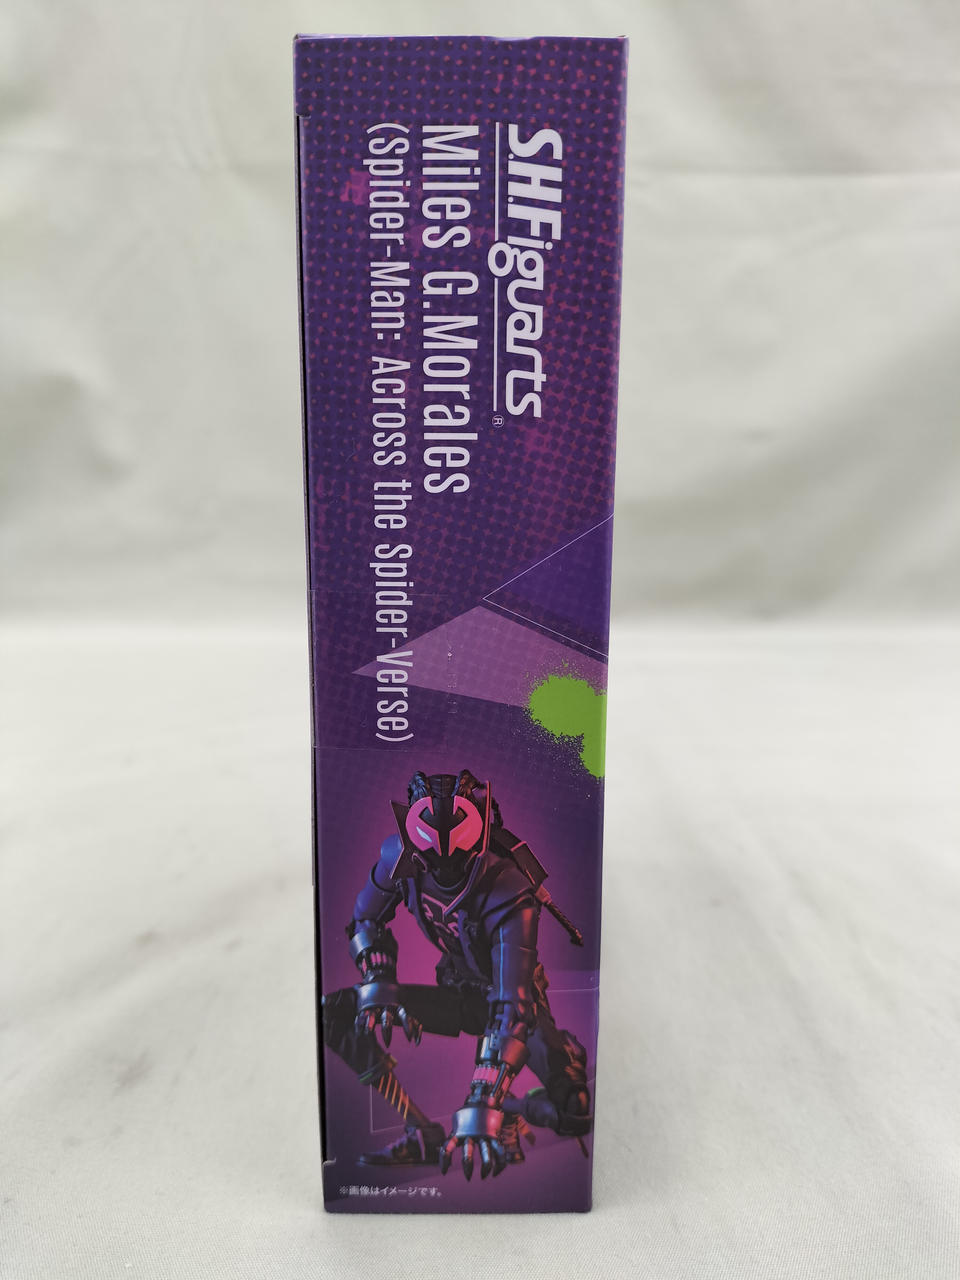 S.H.Figuarts®
Miles G.Morales
(Spider-Man: Across the Spider-Verse)
※画像はイメージです。